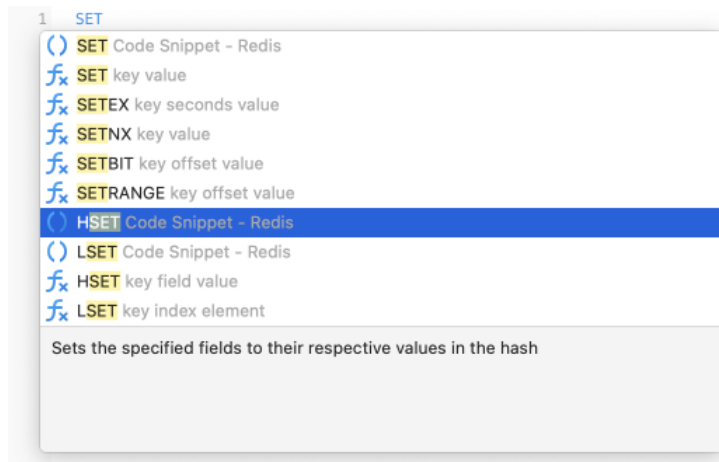 1 SET
SET Code Snippet - Redis
SET key value
SETEX key seconds value
SETNX key value
SETBIT key offset value
SETRANGE key offset value
HSET Code Snippet - Redis
LSET Code Snippet - Redis
HSET key field value
LSET key index element
Sets the specified fields to their respective values in the hash